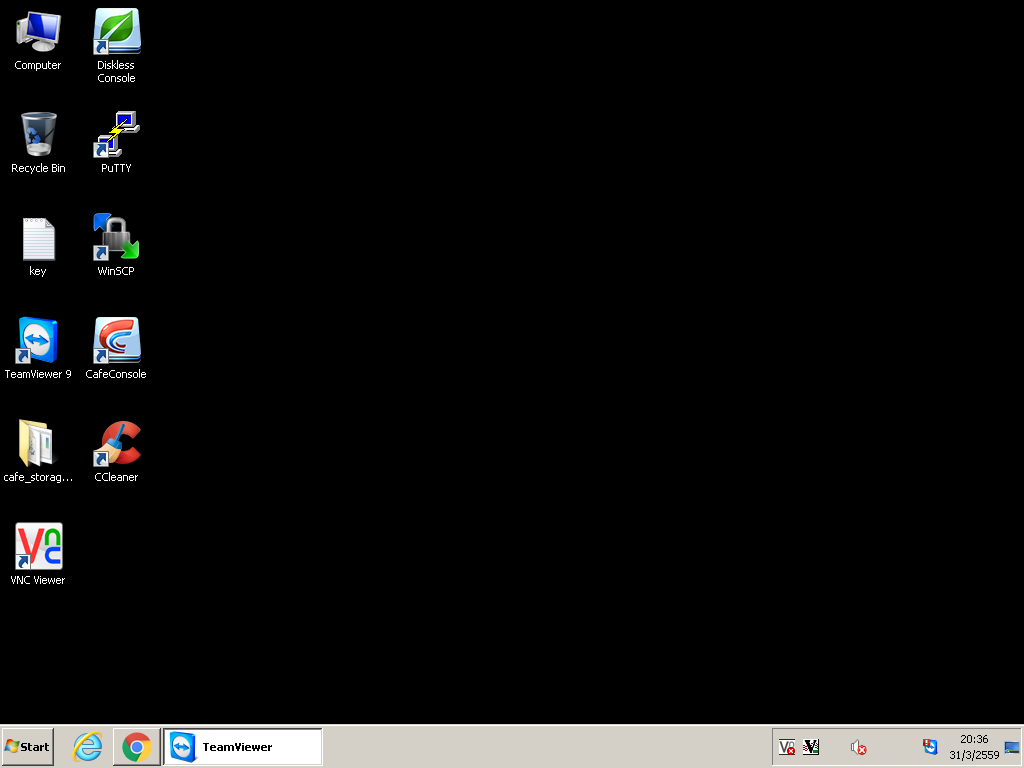 Computer
Diskless
Console
Recycle Bin
PuTTY
key
WinSCP
TeamViewer 9
CafeConsole
cafe_storag...
CCleaner
VNC Viewer
Start
TeamViewer
20:36
31/3/2559